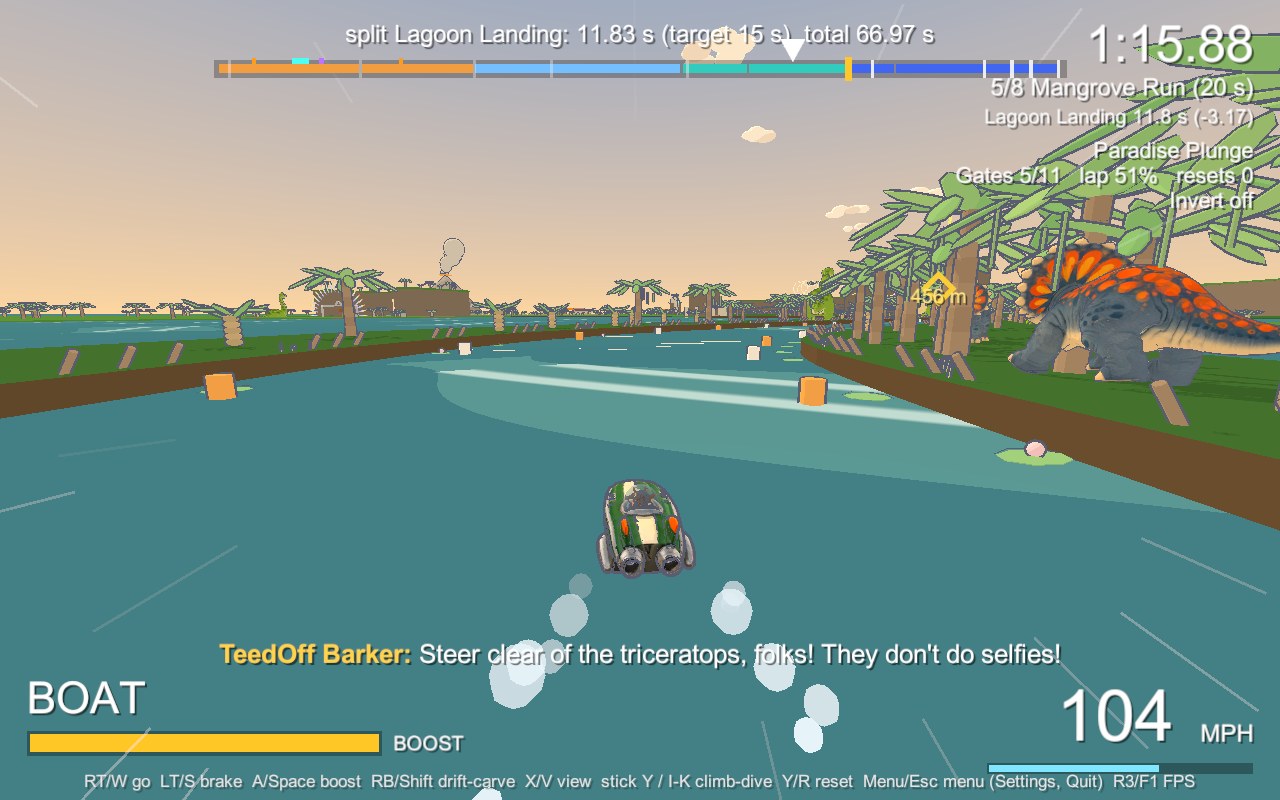 split Lagoon Landing: 11.83 s (target 15 s), total 66.97 s
1:15.88
5/8 Mangrove Run (20 s)
Lagoon Landing 11.8 s (-3.17)
Paradise Plunge
Gates 5/11 lap 51% resets 0
Invert off
456 m
TeedOff Barker: Steer clear of the triceratops, folks! They don't do selfies!
BOAT
BOOST
104 MPH
RT/W go LT/S brake A/Space boost RB/Shift drift-carve X/V view stick Y / I-K climb-dive Y/R reset Menu/Esc menu (Settings, Quit) R3/F1 FPS